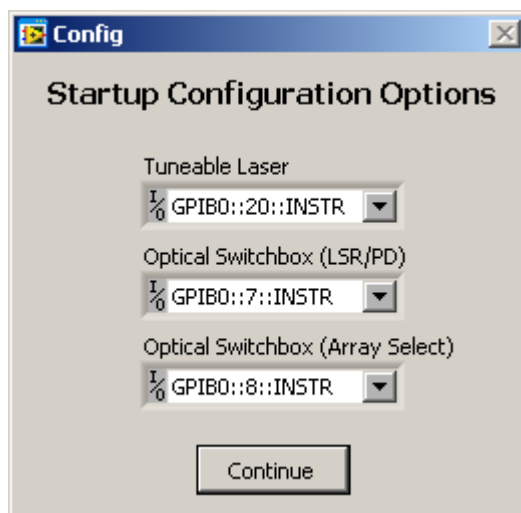 Config
Startup Configuration Options
Tuneable Laser
I/O GPIB0::20::INSTR
Optical Switchbox (LSR/PD)
I/O GPIB0::7::INSTR
Optical Switchbox (Array Select)
I/O GPIB0::8::INSTR
Continue